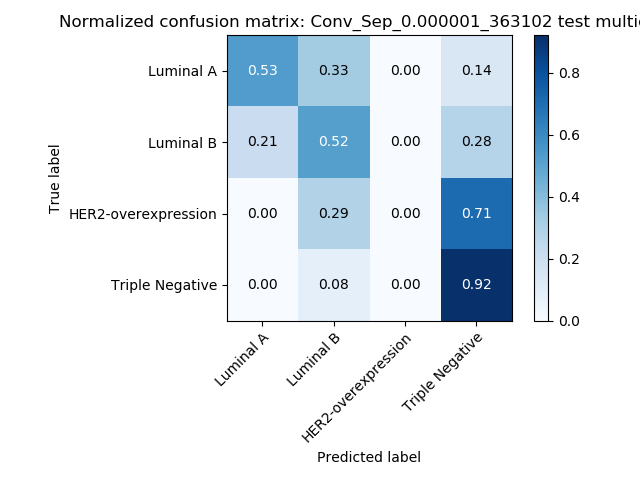 Normalized confusion matrix: Conv_Sep_0.000001_363102 test
Luminal A 0.53 0.33 0.00 0.14
Luminal B 0.21 0.52 0.00 0.28
HER2-overexpression 0.00 0.29 0.00 0.71
Triple Negative 0.00 0.08 0.00 0.92
True label
0.8
0.6
0.4
0.2
0.0
Luminal A
Luminal B
HER2-overexpression
Triple Negative
Predicted label